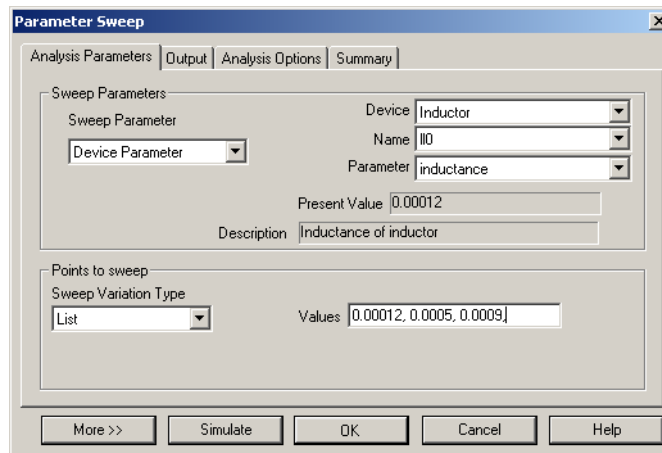 Parameter Sweep
Analysis Parameters Output Analysis Options Summary
Sweep Parameters
Sweep Parameter
Device Parameter
Device Inductor
Name llO
Parameter inductance
Present Value 0.00012
Description Inductance of inductor
Points to sweep
Sweep Variation Type
List
Values 0.00012, 0.0005, 0.0009,
More >> Simulate OK Cancel Help